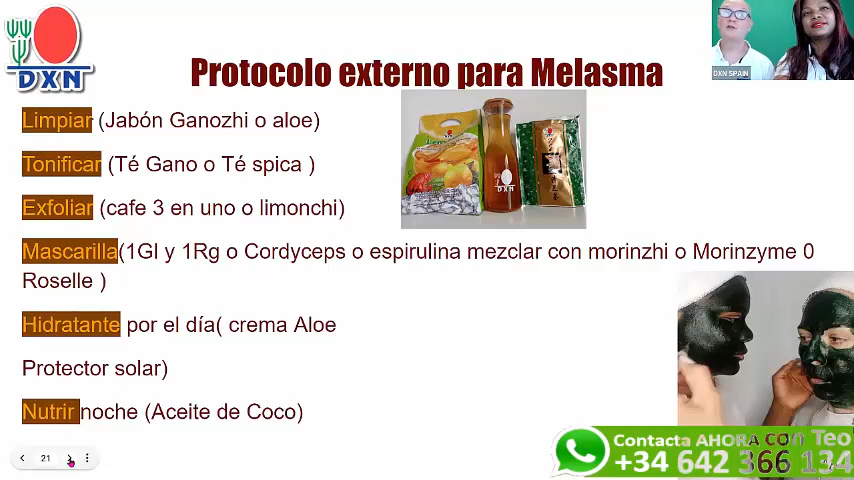 DXN
Protocolo externo para Melasma
DXN SPAIN
Limpiar (Jabón Ganozhi o aloe)
Tonificar (Té Gano o Té spica )
Exfoliar (cafe 3 en uno o limonchi)
DXN
Mascarilla(1Gl y 1Rg o Cordyceps o espirulina mezclar con morinzhi o Morinzyme 0
Roselle )
Hidratante por el día( crema Aloe
Protector solar)
Nutrir noche (Aceite de Coco)
21
Contacta AHORA CON Teo
+34 642 366 134